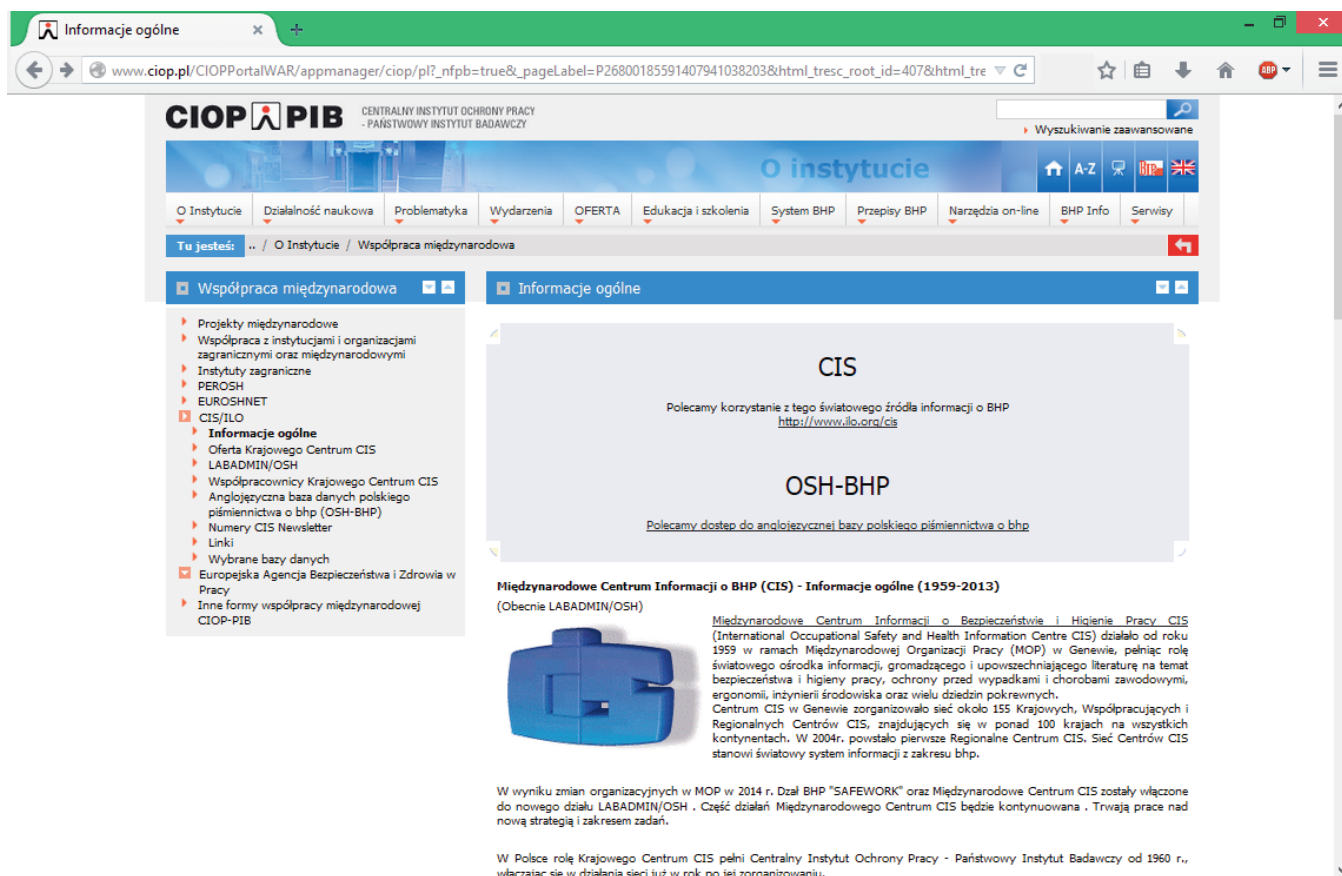 Informacje ogólne
www.ciop.pl/CIOPPortalWAR/appmanager/ciop/pl?_nfpb=true&_pageLabel=P26800185591407941038203&html_tresc_root_id=407&html_tre
ABP
CIOP PIB
CENTRALNY INSTYTUT OCHRONY PRACY
- PAŃSTWOWY INSTYTUT BADAWCZY
Wyszukiwanie zaawansowane
O instytucie
A-Z
O Instytucie Działalność naukowa Problematyka Wydarzenia OFERTA Edukacja i szkolenia System BHP Przepisy BHP Narzędzia on-line BHP Info Serwisy
Tu jesteś: .. / O Instytucie / Współpraca międzynarodowa
Współpraca międzynarodowa
Projekty międzynarodowe
Współpraca z instytucjami i organizacjami
zagranicznymi oraz międzynarodowymi
Instytuty zagraniczne
PEROSH
EUROSHNET
CIS/ILO
Informacje ogólne
Oferta Krajowego Centrum CIS
LABADMIN/OSH
Współpracownicy Krajowego Centrum CIS
Anglojęzyczna baza danych polskiego
piśmiennictwa o bhp (OSH-BHP)
Numery CIS Newsletter
Linki
Wybrane bazy danych
Europejska Agencja Bezpieczeństwa i Zdrowia w
Pracy
Inne formy współpracy międzynarodowej
CIOP-PIB
Informacje ogólne
CIS
Polecamy korzystanie z tego światowego źródła informacji o BHP
http://www.ilo.org/cis
OSH-BHP
Polecamy dostęp do anglojęzycznej bazy polskiego piśmiennictwa o bhp
Międzynarodowe Centrum Informacji o BHP (CIS) - Informacje ogólne (1959-2013)
(Obecnie LABADMIN/OSH)
Międzynarodowe Centrum Informacji o Bezpieczeństwie i Higienie Pracy CIS
(International Occupational Safety and Health Information Centre CIS) działało od roku
1959 w ramach Międzynarodowej Organizacji Pracy (MOP) w Genewie, pełniąc rolę
światowego ośrodka informacji, gromadzącego i upowszechniającego literaturę na temat
bezpieczeństwa i higieny pracy, ochrony przed wypadkami i chorobami zawodowymi,
ergonomii, inżynierii środowiska oraz wielu dziedzin pokrewnych.
Centrum CIS w Genewie zorganizowało sieć około 155 Krajowych, Współpracujących i
Regionalnych Centrów CIS, znajdujących się w ponad 100 krajach na wszystkich
kontynentach. W 2004r. powstało pierwsze Regionalne Centrum CIS. Sieć Centrów CIS
stanowi światowy system informacji z zakresu bhp.
W wyniku zmian organizacyjnych w MOP w 2014 r. Dzał BHP "SAFEWORK" oraz Międzynarodowe Centrum CIS zostały włączone
do nowego działu LABADMIN/OSH . Część działań Międzynarodowego Centrum CIS będzie kontynuowana . Trwają prace nad
nową strategią i zakresem zadań.
W Polsce rolę Krajowego Centrum CIS pełni Centralny Instytut Ochrony Pracy - Państwowy Instytut Badawczy od 1960 r.,
włączając się w działania sieci już w rok po jej zorganizowaniu.